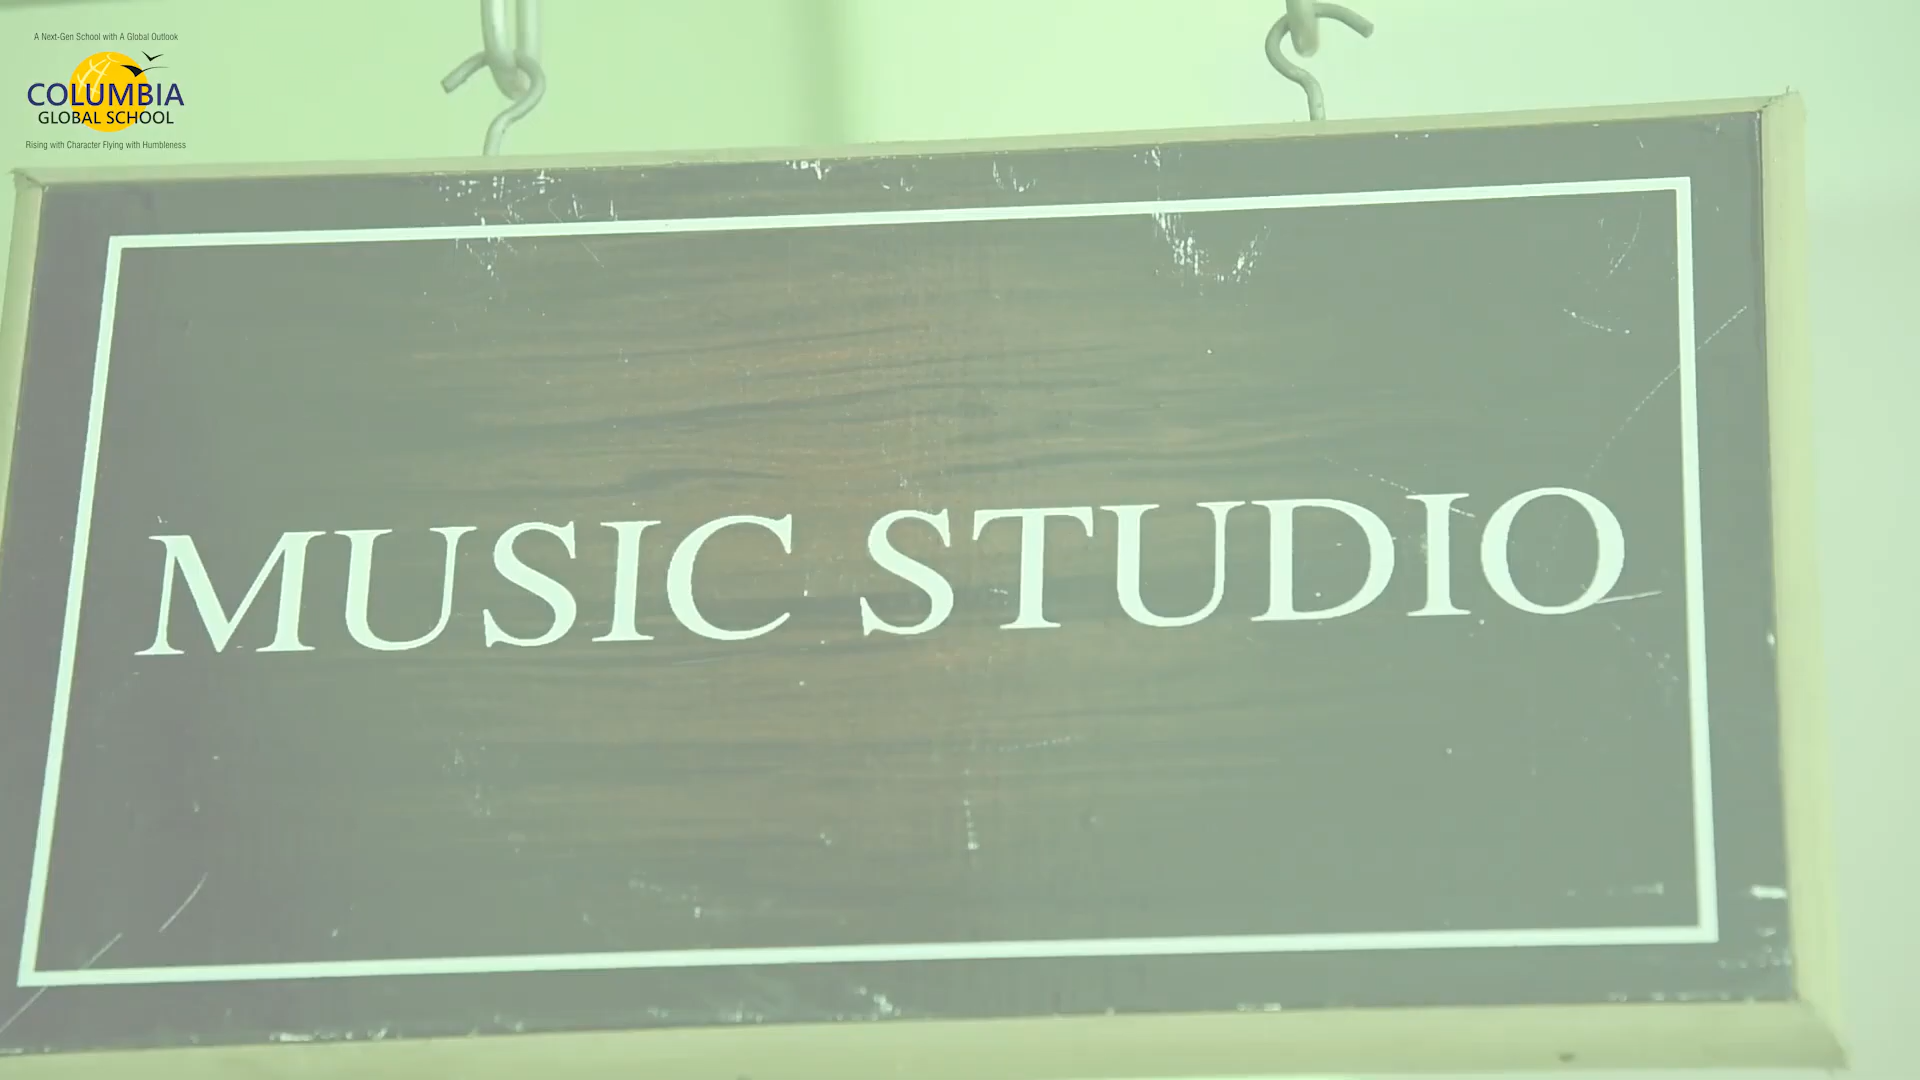 A Next-Gen School with A Global Outlook
COLUMBIA
GLOBAL SCHOOL
Rising with Character Flying with Humbleness
MUSIC STUDIO